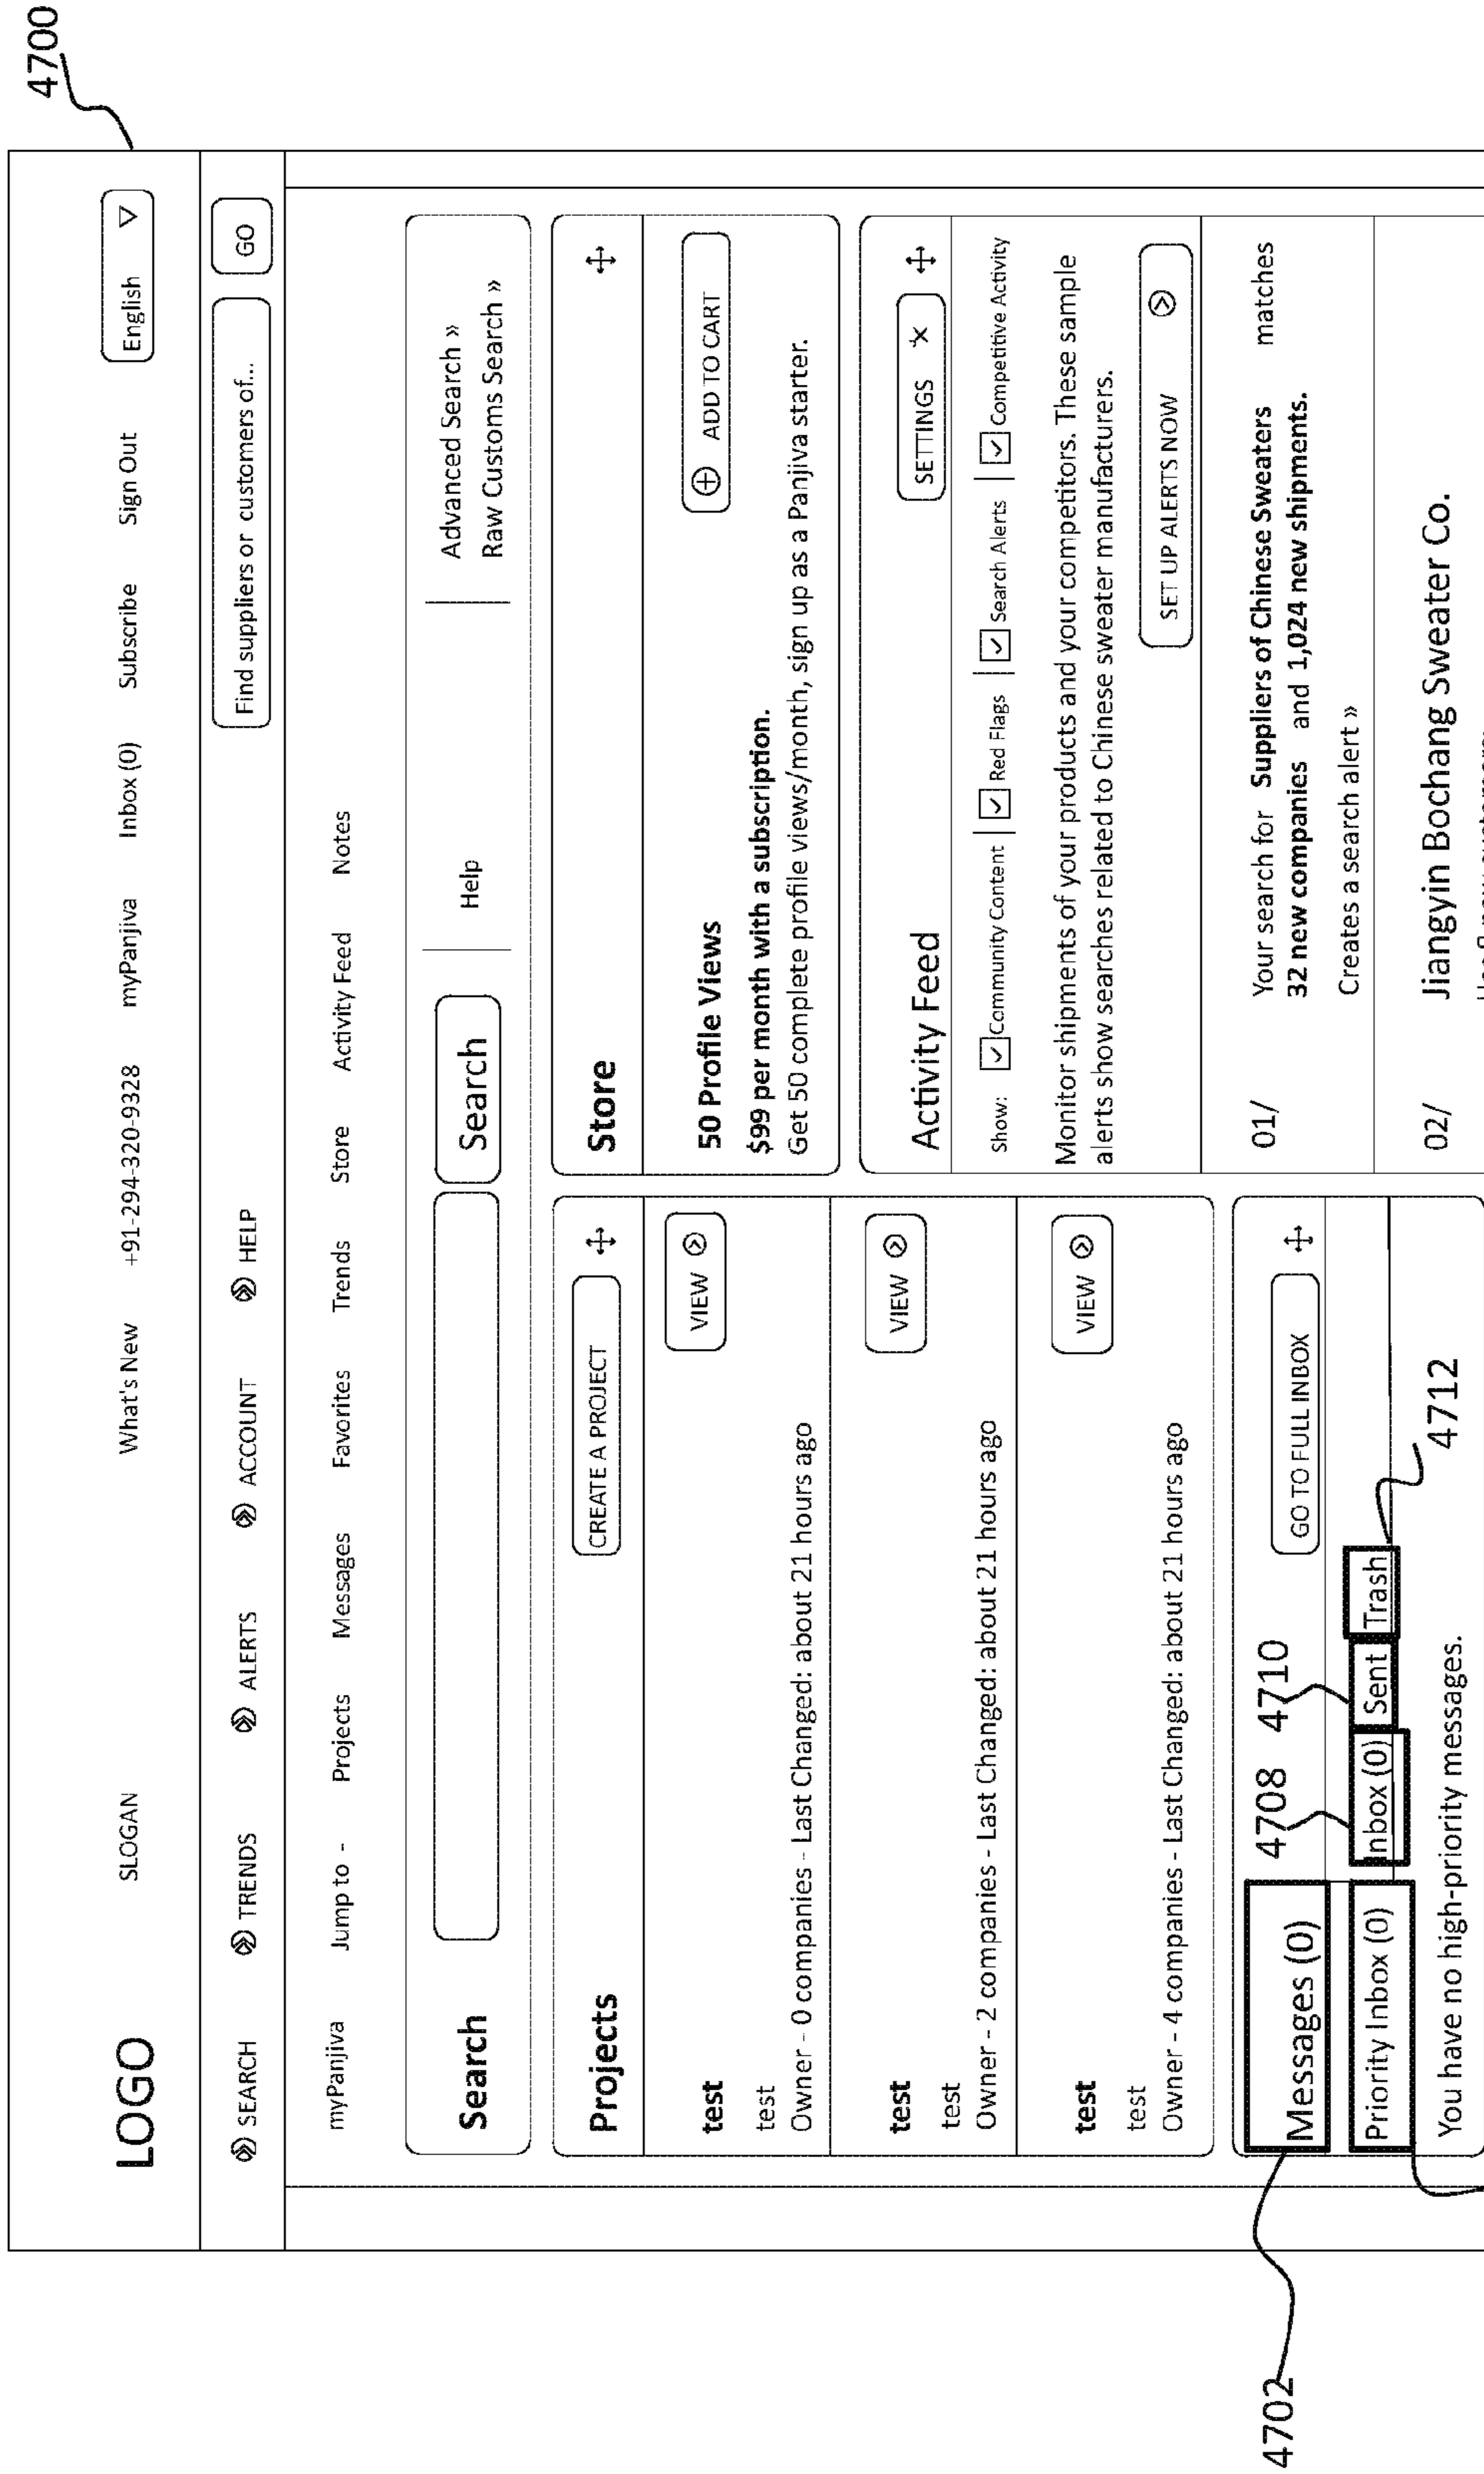 4700
LOGO
SLOGAN
What's New +91-294-320-9328 myPanjiva Inbox (0) Subscribe Sign Out English
SEARCH TRENDS ALERTS ACCOUNT HELP Find suppliers or customers of... GO
myPanjiva Jump to - Projects Messages Favorites Trends Store Activity Feed Notes
Search Search Help Advanced Search »
Raw Customs Search »
Projects CREATE A PROJECT
test VIEW
test
Owner - 0 companies - Last Changed: about 21 hours ago
test VIEW
test
Owner - 2 companies - Last Changed: about 21 hours ago
test VIEW
test
Owner - 4 companies - Last Changed: about 21 hours ago
4702
4708 4710
Messages (0) GO TO FULL INBOX
Priority Inbox (0) Inbox (0) Sent Trash
4712
You have no high-priority messages.
Store
50 Profile Views ADD TO CART
$99 per month with a subscription.
Get 50 complete profile views/month, sign up as a Panjiva starter.
Activity Feed SETTINGS
Show: Community Content Red Flags Search Alerts Competitive Activity
Monitor shipments of your products and your competitors. These sample
alerts show searches related to Chinese sweater manufacturers.
SET UP ALERTS NOW
01/ Your search for Suppliers of Chinese Sweaters matches
32 new companies and 1,024 new shipments.
Creates a search alert »
02/ Jiangyin Bochang Sweater Co.